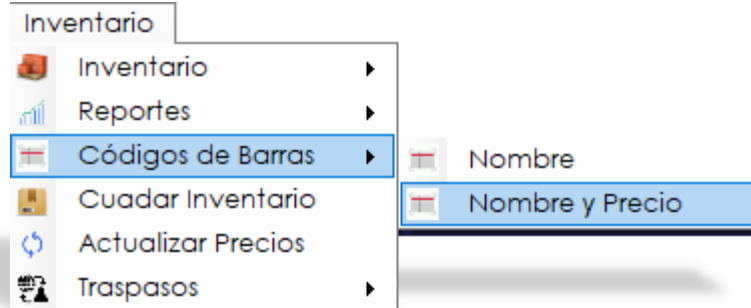 Inventario
Inventario
Reportes
Códigos de Barras
Nombre
Cuadar Inventario
Nombre y Precio
Actualizar Precios
Traspasos